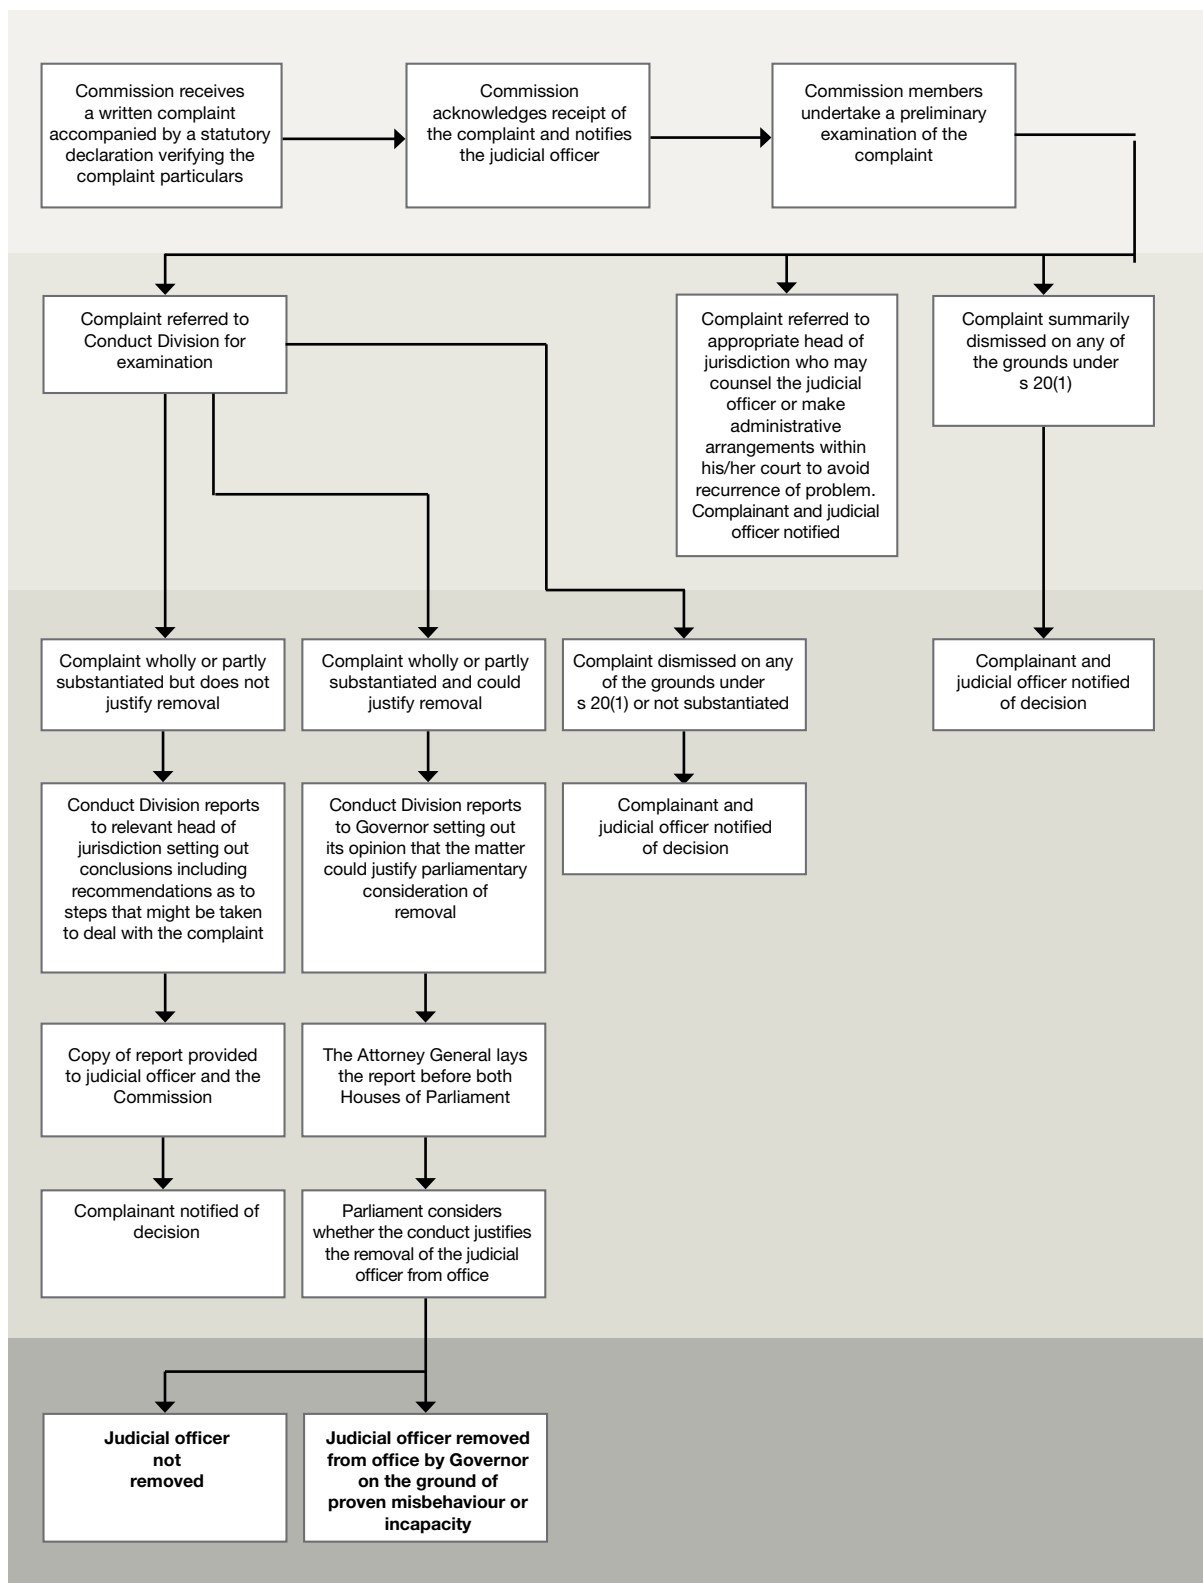 Commission receives
a written complaint
accompanied by a statutory
declaration verifying the
complaint particulars
Commission
acknowledges receipt of
the complaint and notifies
the judicial officer
Commission members
undertake a preliminary
examination of the
complaint
Complaint referred to
Conduct Division for
examination
Complaint referred to
appropriate head of
jurisdiction who may
counsel the judicial
officer or make
administrative
arrangements within
his/her court to avoid
recurrence of problem.
Complainant and judicial
officer notified
Complaint summarily
dismissed on any of
the grounds under
s 20(1)
Complaint wholly or partly
substantiated but does not
justify removal
Complaint wholly or partly
substantiated and could
justify removal
Complaint dismissed on any
of the grounds under
s 20(1) or not substantiated
Complainant and
judicial officer notified
of decision
Conduct Division reports
to relevant head of
jurisdiction setting out
conclusions including
recommendations as to
steps that might be taken
to deal with the complaint
Conduct Division reports
to Governor setting out
its opinion that the matter
could justify parliamentary
consideration of
removal
Complainant and
judicial officer notified
of decision
Copy of report provided
to judicial officer and the
Commission
The Attorney General lays
the report before both
Houses of Parliament
Complainant notified of
decision
Parliament considers
whether the conduct justifies
the removal of the judicial
officer from office
Judicial officer
not
removed
Judicial officer removed
from office by Governor
on the ground of
proven misbehaviour or
incapacity